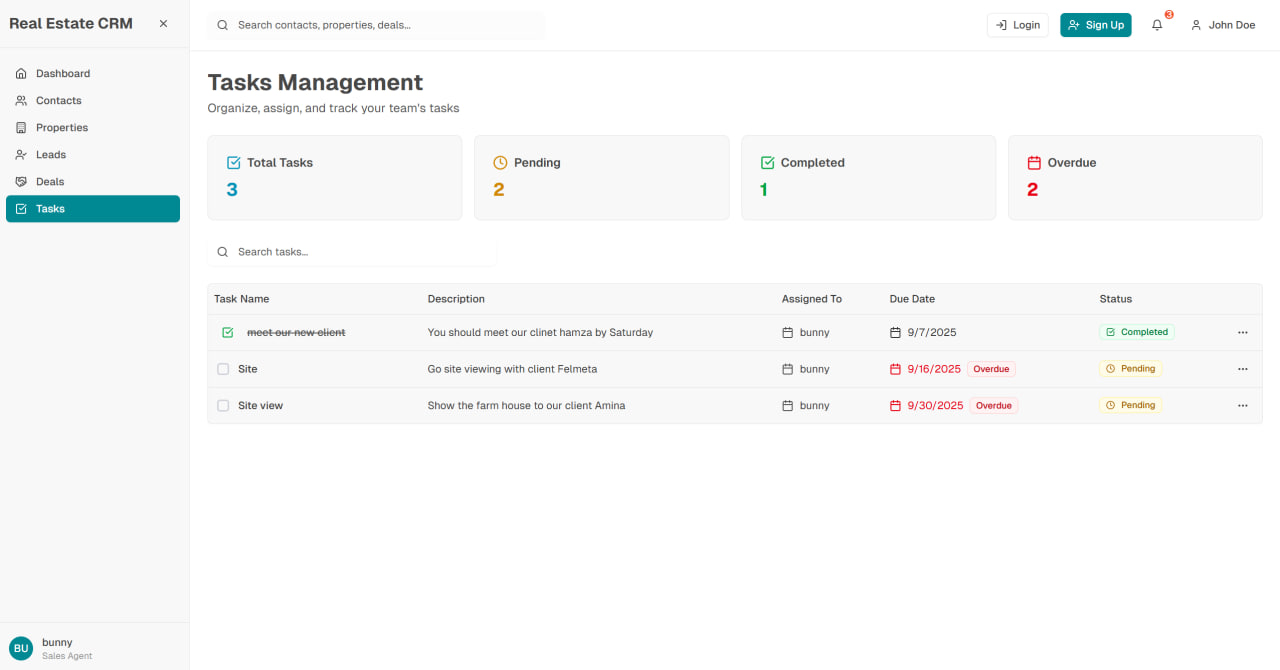 Real Estate CRM
Search contacts, properties, deals...
Login
Sign Up
3
John Doe
Dashboard
Contacts
Properties
Leads
Deals
Tasks
Tasks Management
Organize, assign, and track your team's tasks
Total Tasks
3
Pending
2
Completed
1
Overdue
2
Search tasks...
Task Name Description Assigned To Due Date Status
meet our new client You should meet our clinet hamza by Saturday bunny 9/7/2025 Completed
Site Go site viewing with client Felmeta bunny 9/16/2025 Overdue Pending
Site view Show the farm house to our client Amina bunny 9/30/2025 Overdue Pending
BU
bunny
Sales Agent